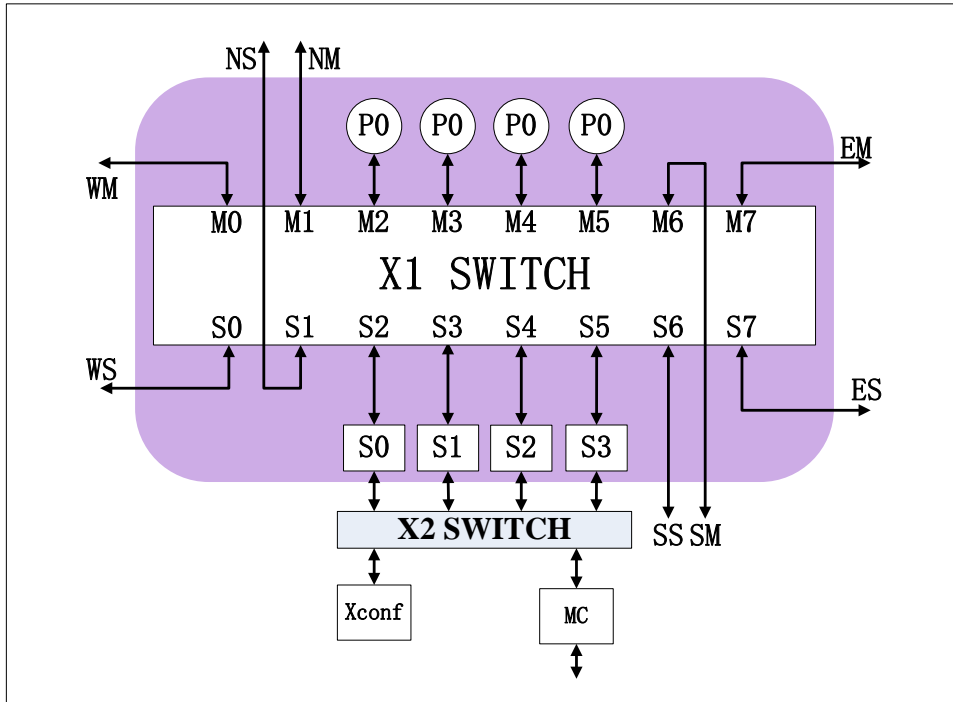 NS NM
P0 P0 P0 P0
WM EM
M0 M1 M2 M3 M4 M5 M6 M7
X1 SWITCH
S0 S1 S2 S3 S4 S5 S6 S7
WS ES
S0 S1 S2 S3
X2 SWITCH
SS SM
Xconf MC